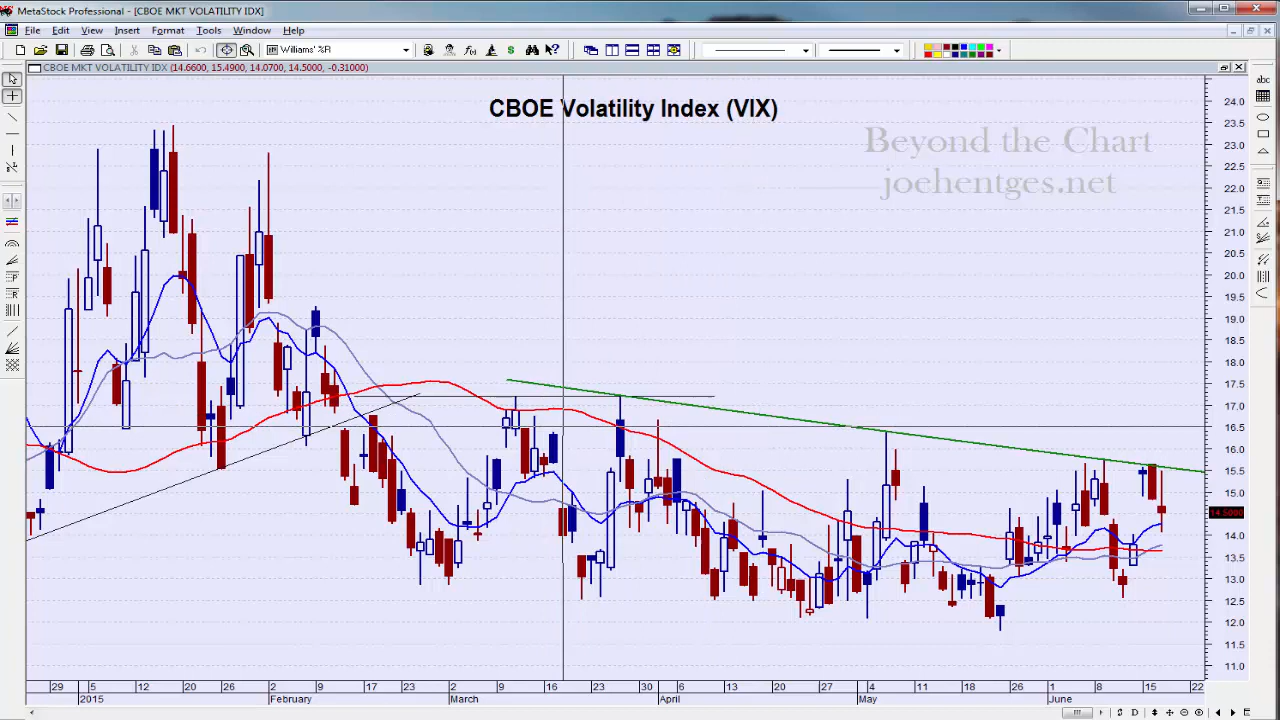 MetaStock Professional - [CBOE MKT VOLATILITY IDX]
File Edit View Insert Format Tools Window Help
Williams' %R
CBOE MKT VOLATILITY IDX (14.6600, 15.4900, 14.0700, 14.5000, -0.31000)
abc
CBOE Volatility Index (VIX)
Beyond the Chart
joehentges.net
24.0
23.5
23.0
22.5
22.0
21.5
21.0
20.5
20.0
19.5
19.0
18.5
18.0
17.5
17.0
16.5
16.0
15.5
15.0
14.5000
14.0
13.5
13.0
12.5
12.0
11.5
11.0
29 5 12 20 26 2 9 17 23 2 9 16 23 30 6 13 20 27 4 11 18 26 1 8 15 22
2015 February March April May June